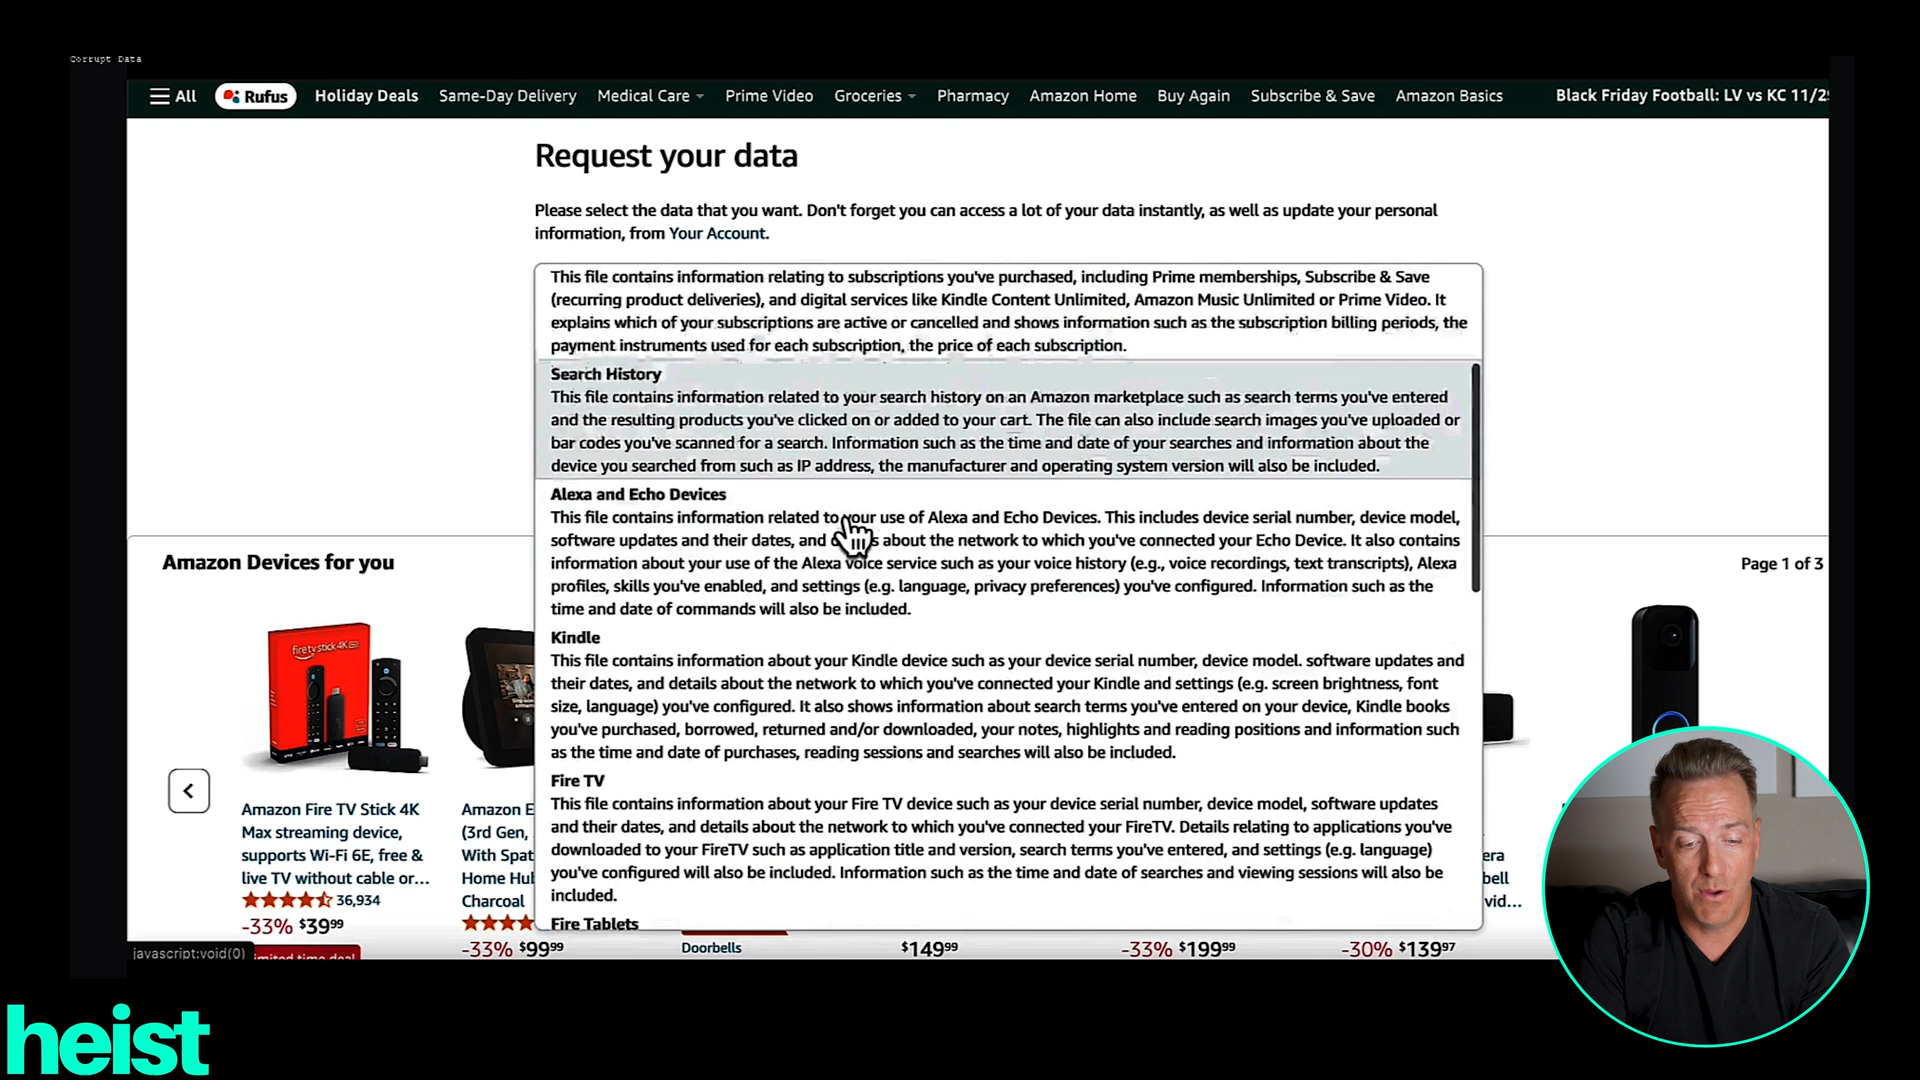 Corrupt Data
All Rufus Holiday Deals Same-Day Delivery Medical Care Prime Video Groceries Pharmacy Amazon Home Buy Again Subscribe & Save Amazon Basics Black Friday Football: LV vs KC 11/2
Request your data
Please select the data that you want. Don't forget you can access a lot of your data instantly, as well as update your personal
information, from Your Account.
This file contains information relating to subscriptions you've purchased, including Prime memberships, Subscribe & Save
(recurring product deliveries), and digital services like Kindle Content Unlimited, Amazon Music Unlimited or Prime Video. It
explains which of your subscriptions are active or cancelled and shows information such as the subscription billing periods, the
payment instruments used for each subscription, the price of each subscription.
Search History
This file contains information related to your search history on an Amazon marketplace such as search terms you've entered
and the resulting products you've clicked on or added to your cart. The file can also include search images you've uploaded or
bar codes you've scanned for a search. Information such as the time and date of your searches and information about the
device you searched from such as IP address, the manufacturer and operating system version will also be included.
Alexa and Echo Devices
This file contains information related to your use of Alexa and Echo Devices. This includes device serial number, device model,
software updates and their dates, and about the network to which you've connected your Echo Device. It also contains
information about your use of the Alexa voice service such as your voice history (e.g., voice recordings, text transcripts), Alexa
profiles, skills you've enabled, and settings (e.g. language, privacy preferences) you've configured. Information such as the
time and date of commands will also be included.
Kindle
This file contains information about your Kindle device such as your device serial number, device model. software updates and
their dates, and details about the network to which you've connected your Kindle and settings (e.g. screen brightness, font
size, language) you've configured. It also shows information about search terms you've entered on your device, Kindle books
you've purchased, borrowed, returned and/or downloaded, your notes, highlights and reading positions and information such
as the time and date of purchases, reading sessions and searches will also be included.
Fire TV
This file contains information about your Fire TV device such as your device serial number, device model, software updates
and their dates, and details about the network to which you've connected your FireTV. Details relating to applications you've
downloaded to your FireTV such as application title and version, search terms you've entered, and settings (e.g. language)
you've configured will also be included. Information such as the time and date of searches and viewing sessions will also be
included.
Fire Tablets
Amazon Devices for you
Page 1 of 3
fire tv stick 4K
Amazon Fire TV Stick 4K
Max streaming device,
supports Wi-Fi 6E, free &
live TV without cable or...
36,934
-33% $39.99
Amazon E
(3rd Gen,
With Spat
Home Hu
Charcoal
-33% $99.99
Doorbells
$149.99
-33% $199.99
era
bell
vid...
-30% $139.97
javascript:void(0)
imited time deal
heist